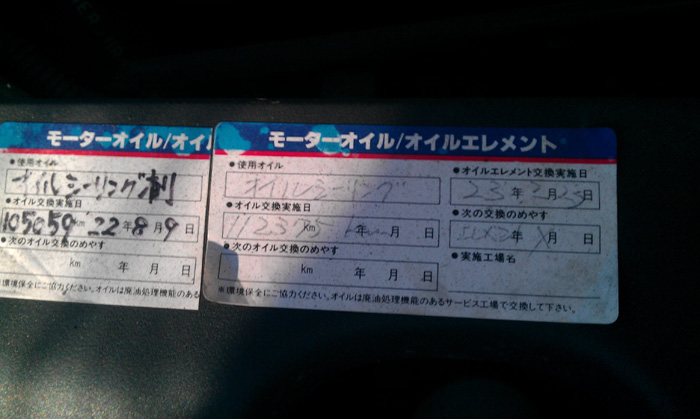 モーターオイル/オイル
●使用オイル
オイルシーリング剤
●オイル交換実施日
105059 22年8月9日
●次のオイル交換のめやす
km 年 月 日
※環境保全にご協力ください。オイルは廃油処理機能のある
モーターオイル/オイルエレメント
●使用オイル
オイルシーリング
●オイル交換実施日
km 年 月 日
●次のオイル交換のめやす
km 年 月 日
●オイルエレメント交換実施日
23年2月 日
●次の交換のめやす
年 月 日
●実施工場名
※環境保全にご協力ください。オイルは廃油処理機能のあるサービス工場で交換して下さい。